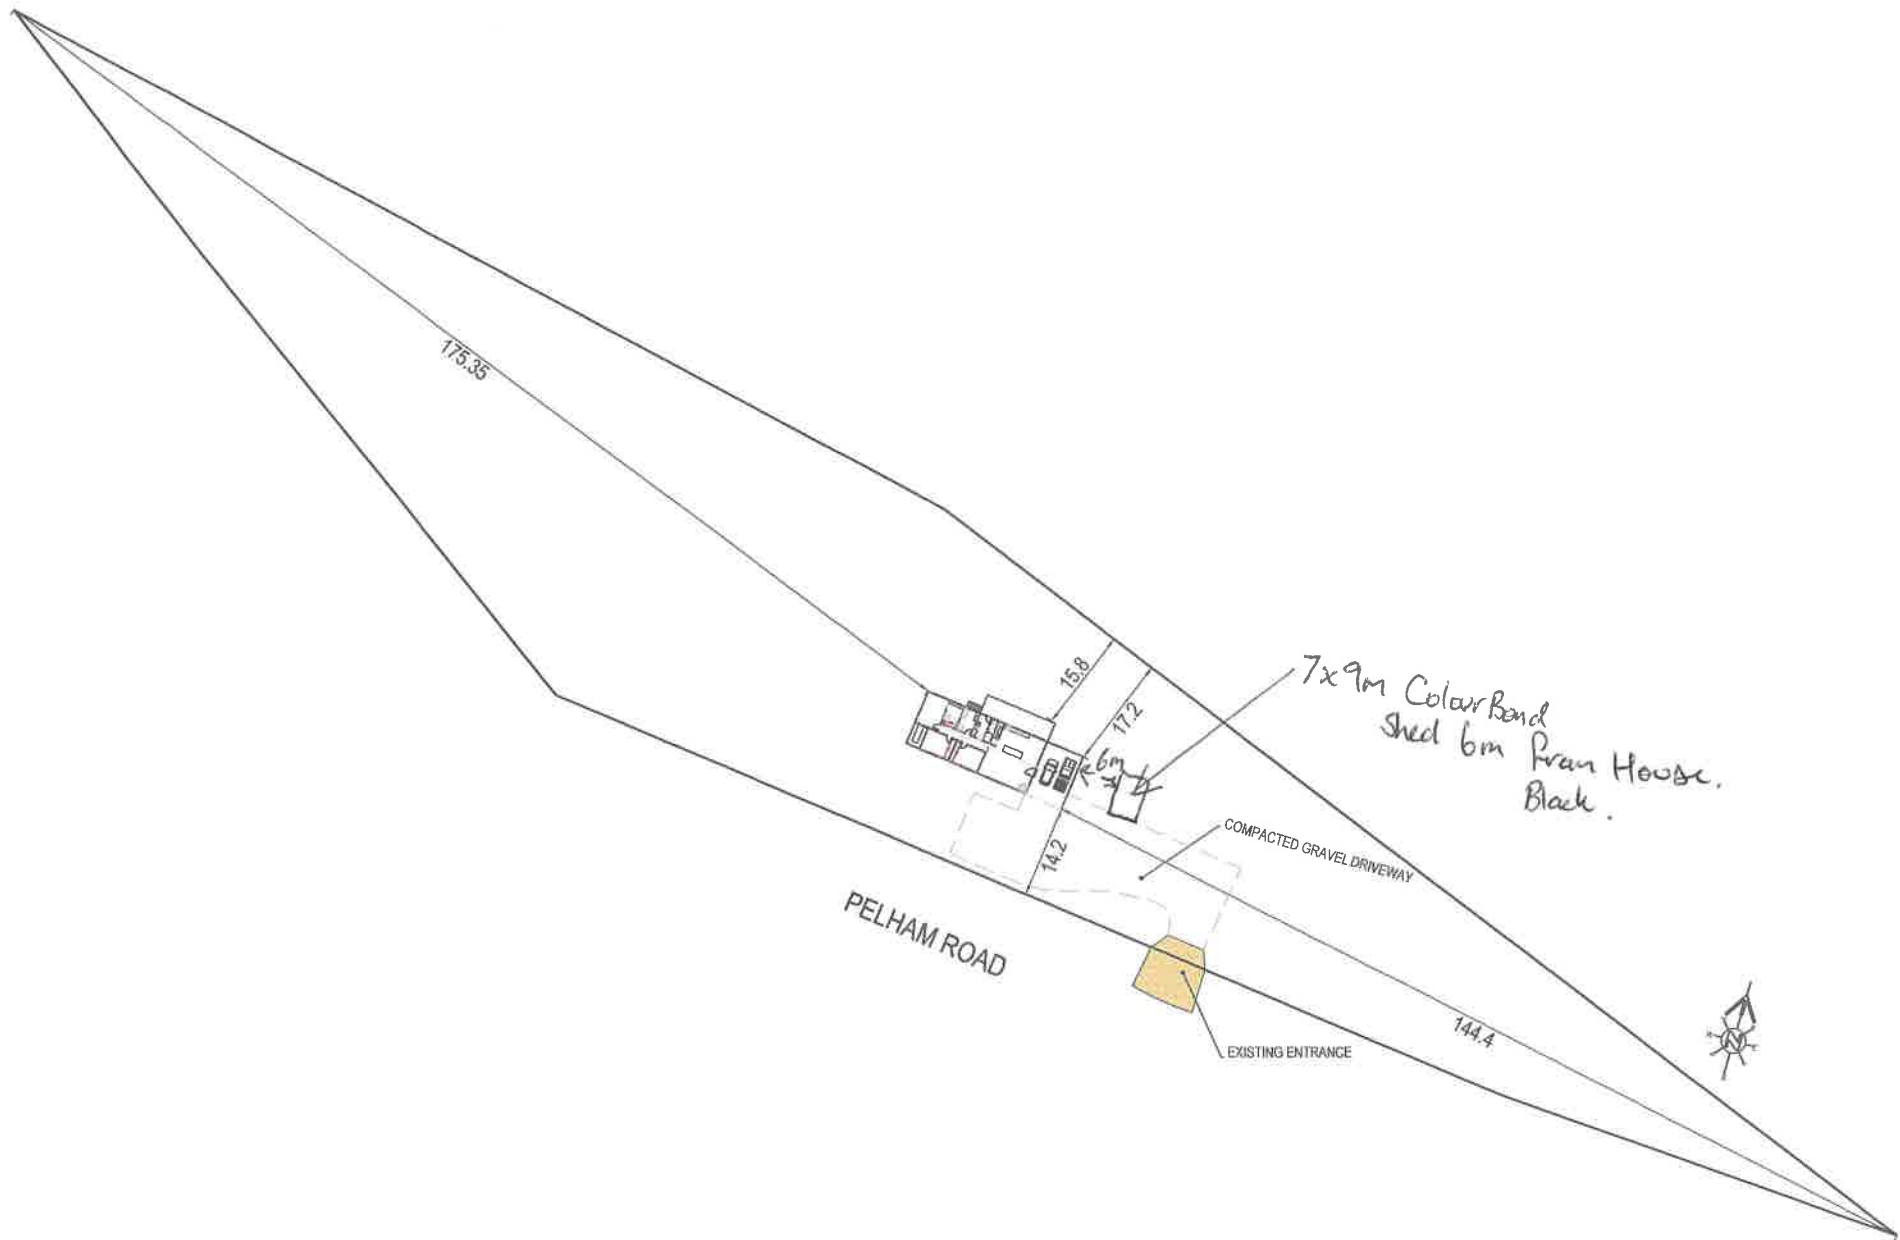 175.35
15.8
17.2
7x9m ColourBond
Shed 6m From House.
Black.
6m
COMPACTED GRAVEL DRIVEWAY
14.2
PELHAM ROAD
144.4
EXISTING ENTRANCE
N